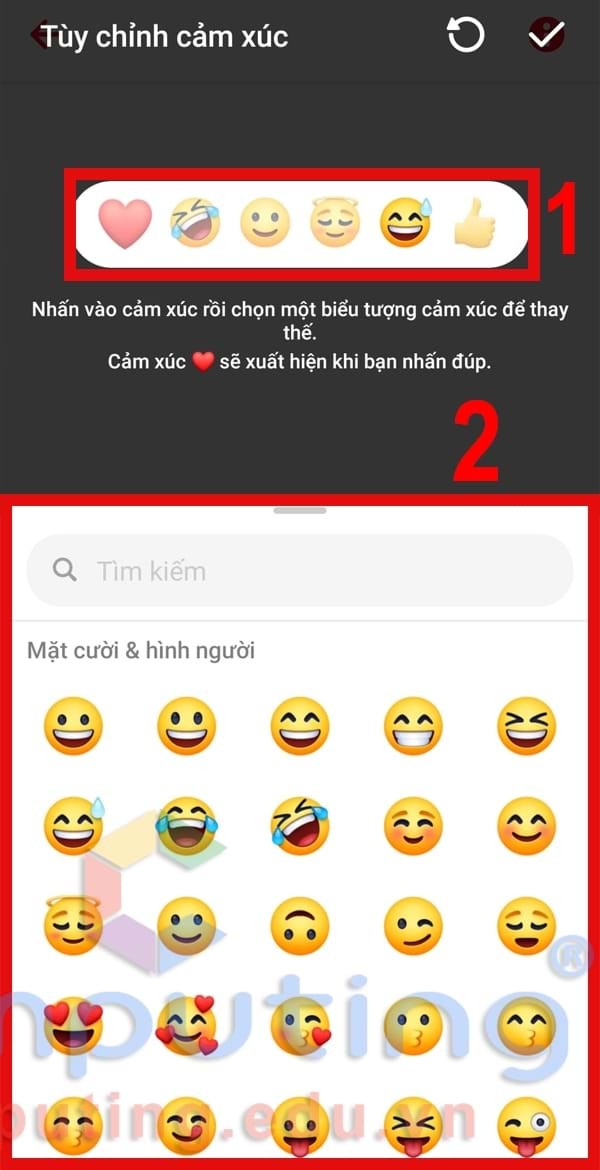 Tùy chỉnh cảm xúc
1
Nhấn vào cảm xúc rồi chọn một biểu tượng cảm xúc để thay
thế.
Cảm xúc ❤️ sẽ xuất hiện khi bạn nhấn đúp.
2
Tìm kiếm
Mặt cười & hình người
mputing®
puting.edu.vn